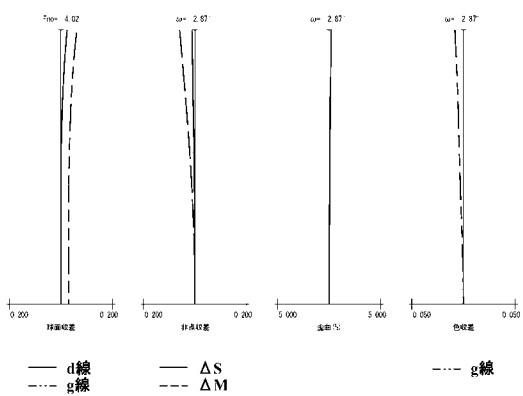 Fno= 4.02
ω= 2.87°
ω= 2.87°
ω= 2.87°
0.200 0.200
球面収差
0.200 0.200
非点収差
5.000 5.000
歪曲(%)
0.050 0.050
色収差
d線
g線
ΔS
ΔM
g線